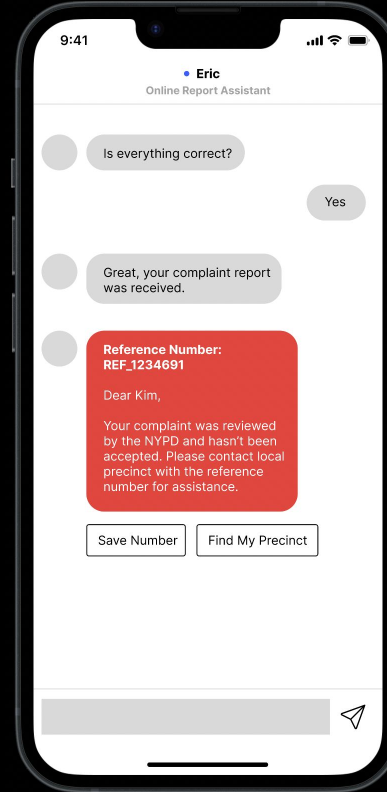 9:41
Eric
Online Report Assistant
Is everything correct?
Yes
Great, your complaint report
was received.
Reference Number:
REF_1234691
Dear Kim,
Your complaint was reviewed
by the NYPD and hasn’t been
accepted. Please contact local
precinct with the reference
number for assistance.
Save Number
Find My Precinct